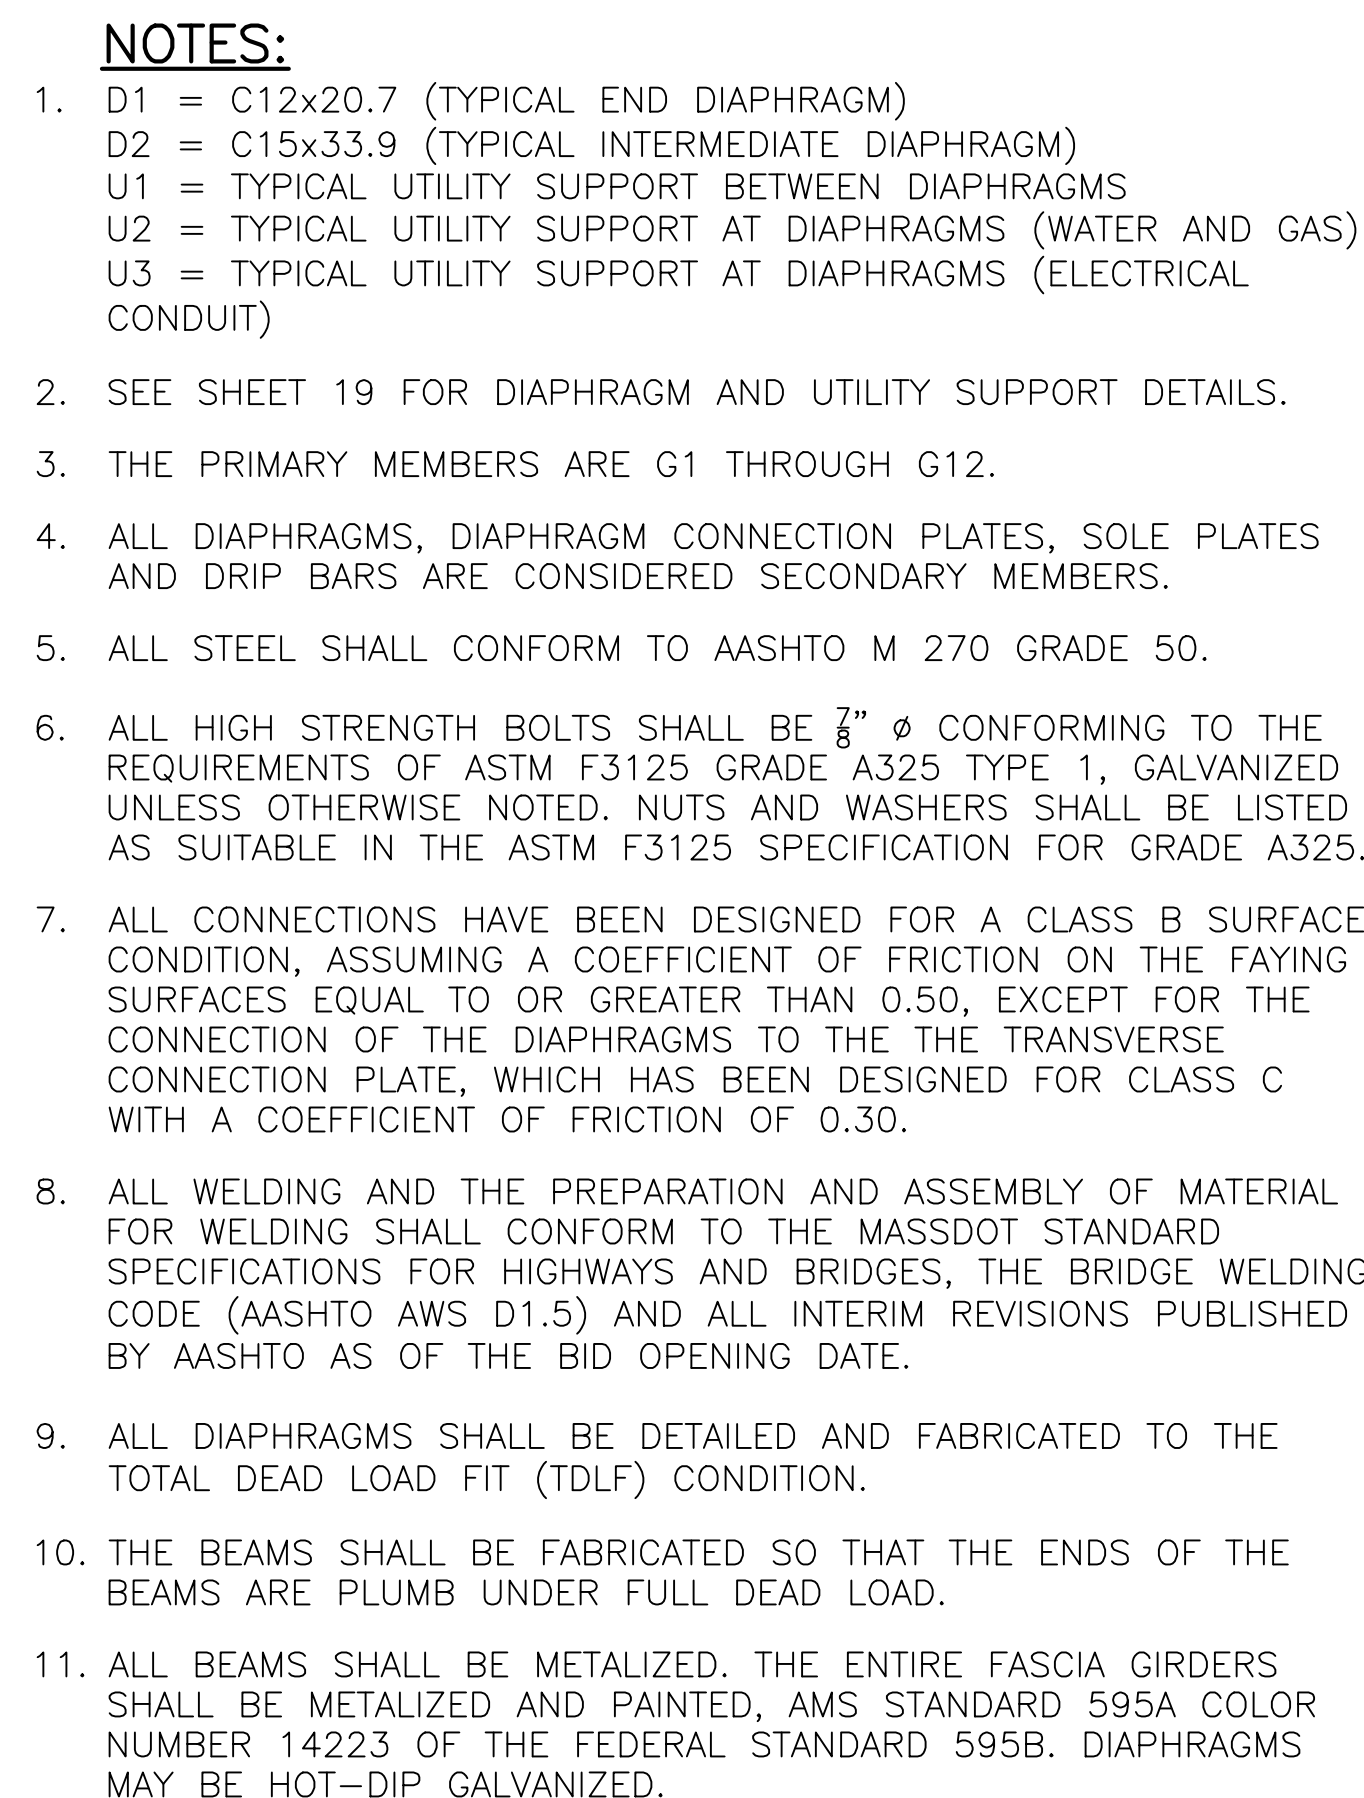 NOTES:
1. D1 = C12x20.7 (TYPICAL END DIAPHRAGM)
D2 = C15x33.9 (TYPICAL INTERMEDIATE DIAPHRAGM)
U1 = TYPICAL UTILITY SUPPORT BETWEEN DIAPHRAGMS
U2 = TYPICAL UTILITY SUPPORT AT DIAPHRAGMS (WATER AND GAS)
U3 = TYPICAL UTILITY SUPPORT AT DIAPHRAGMS (ELECTRICAL
CONDUIT)
2. SEE SHEET 19 FOR DIAPHRAGM AND UTILITY SUPPORT DETAILS.
3. THE PRIMARY MEMBERS ARE G1 THROUGH G12.
4. ALL DIAPHRAGMS, DIAPHRAGM CONNECTION PLATES, SOLE PLATES
AND DRIP BARS ARE CONSIDERED SECONDARY MEMBERS.
5. ALL STEEL SHALL CONFORM TO AASHTO M 270 GRADE 50.
6. ALL HIGH STRENGTH BOLTS SHALL BE 7/8" ø CONFORMING TO THE
REQUIREMENTS OF ASTM F3125 GRADE A325 TYPE 1, GALVANIZED
UNLESS OTHERWISE NOTED. NUTS AND WASHERS SHALL BE LISTED
AS SUITABLE IN THE ASTM F3125 SPECIFICATION FOR GRADE A325.
7. ALL CONNECTIONS HAVE BEEN DESIGNED FOR A CLASS B SURFACE
CONDITION, ASSUMING A COEFFICIENT OF FRICTION ON THE FAYING
SURFACES EQUAL TO OR GREATER THAN 0.50, EXCEPT FOR THE
CONNECTION OF THE DIAPHRAGMS TO THE THE TRANSVERSE
CONNECTION PLATE, WHICH HAS BEEN DESIGNED FOR CLASS C
WITH A COEFFICIENT OF FRICTION OF 0.30.
8. ALL WELDING AND THE PREPARATION AND ASSEMBLY OF MATERIAL
FOR WELDING SHALL CONFORM TO THE MASSDOT STANDARD
SPECIFICATIONS FOR HIGHWAYS AND BRIDGES, THE BRIDGE WELDING
CODE (AASHTO AWS D1.5) AND ALL INTERIM REVISIONS PUBLISHED
BY AASHTO AS OF THE BID OPENING DATE.
9. ALL DIAPHRAGMS SHALL BE DETAILED AND FABRICATED TO THE
TOTAL DEAD LOAD FIT (TDLF) CONDITION.
10. THE BEAMS SHALL BE FABRICATED SO THAT THE ENDS OF THE
BEAMS ARE PLUMB UNDER FULL DEAD LOAD.
11. ALL BEAMS SHALL BE METALIZED. THE ENTIRE FASCIA GIRDERS
SHALL BE METALIZED AND PAINTED, AMS STANDARD 595A COLOR
NUMBER 14223 OF THE FEDERAL STANDARD 595B. DIAPHRAGMS
MAY BE HOT-DIP GALVANIZED.